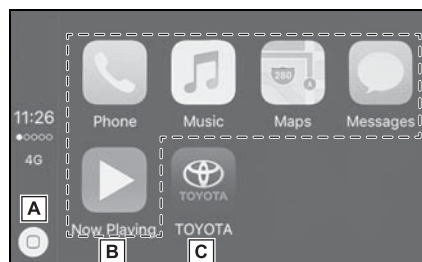 280
11:26
Phone Music Maps Messages
4G
A
TOYOTA
Now Playing TOYOTA
B C